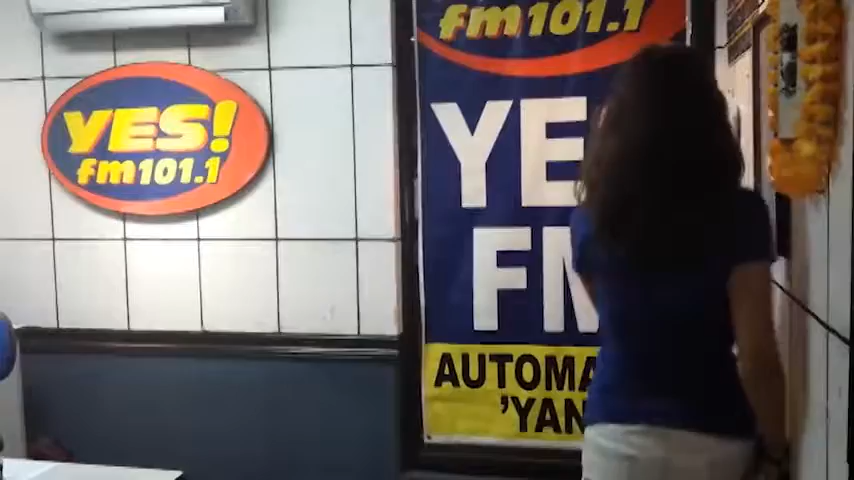 YES!
fm101.1
fm101.1
YE
FM
AUTOMA
'YAN